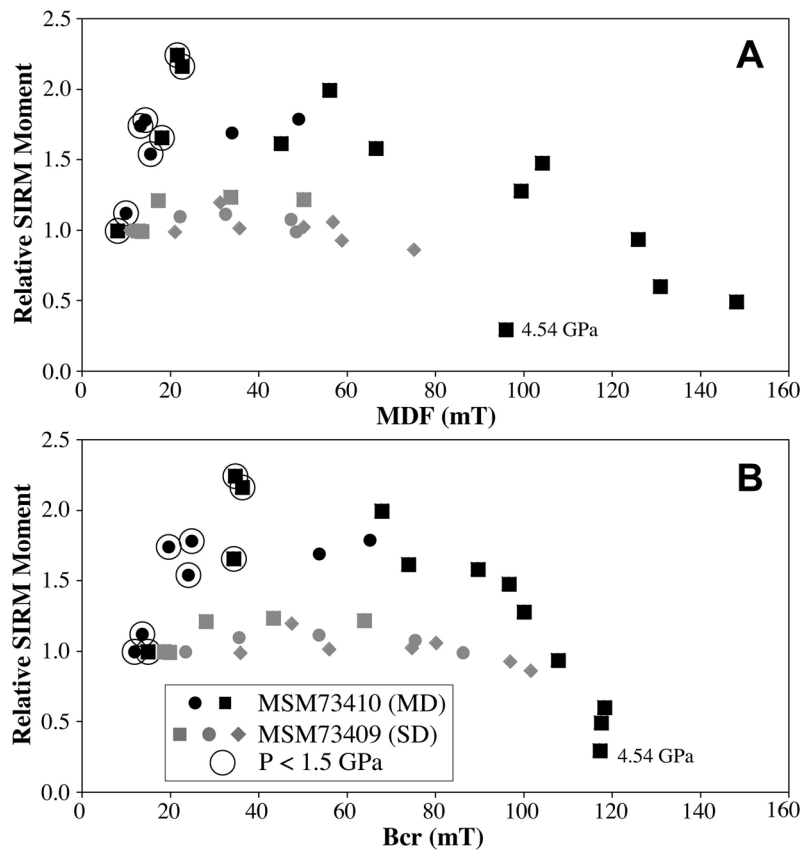 A
Relative SIRM Moment
2.5
2.0
1.5
1.0
0.5
0.0
4.54 GPa
0 20 40 60 80 100 120 140 160
MDF (mT)
B
Relative SIRM Moment
2.5
2.0
1.5
1.0
0.5
0.0
MSM73410 (MD)
MSM73409 (SD)
P < 1.5 GPa
4.54 GPa
0 20 40 60 80 100 120 140 160
Bcr (mT)